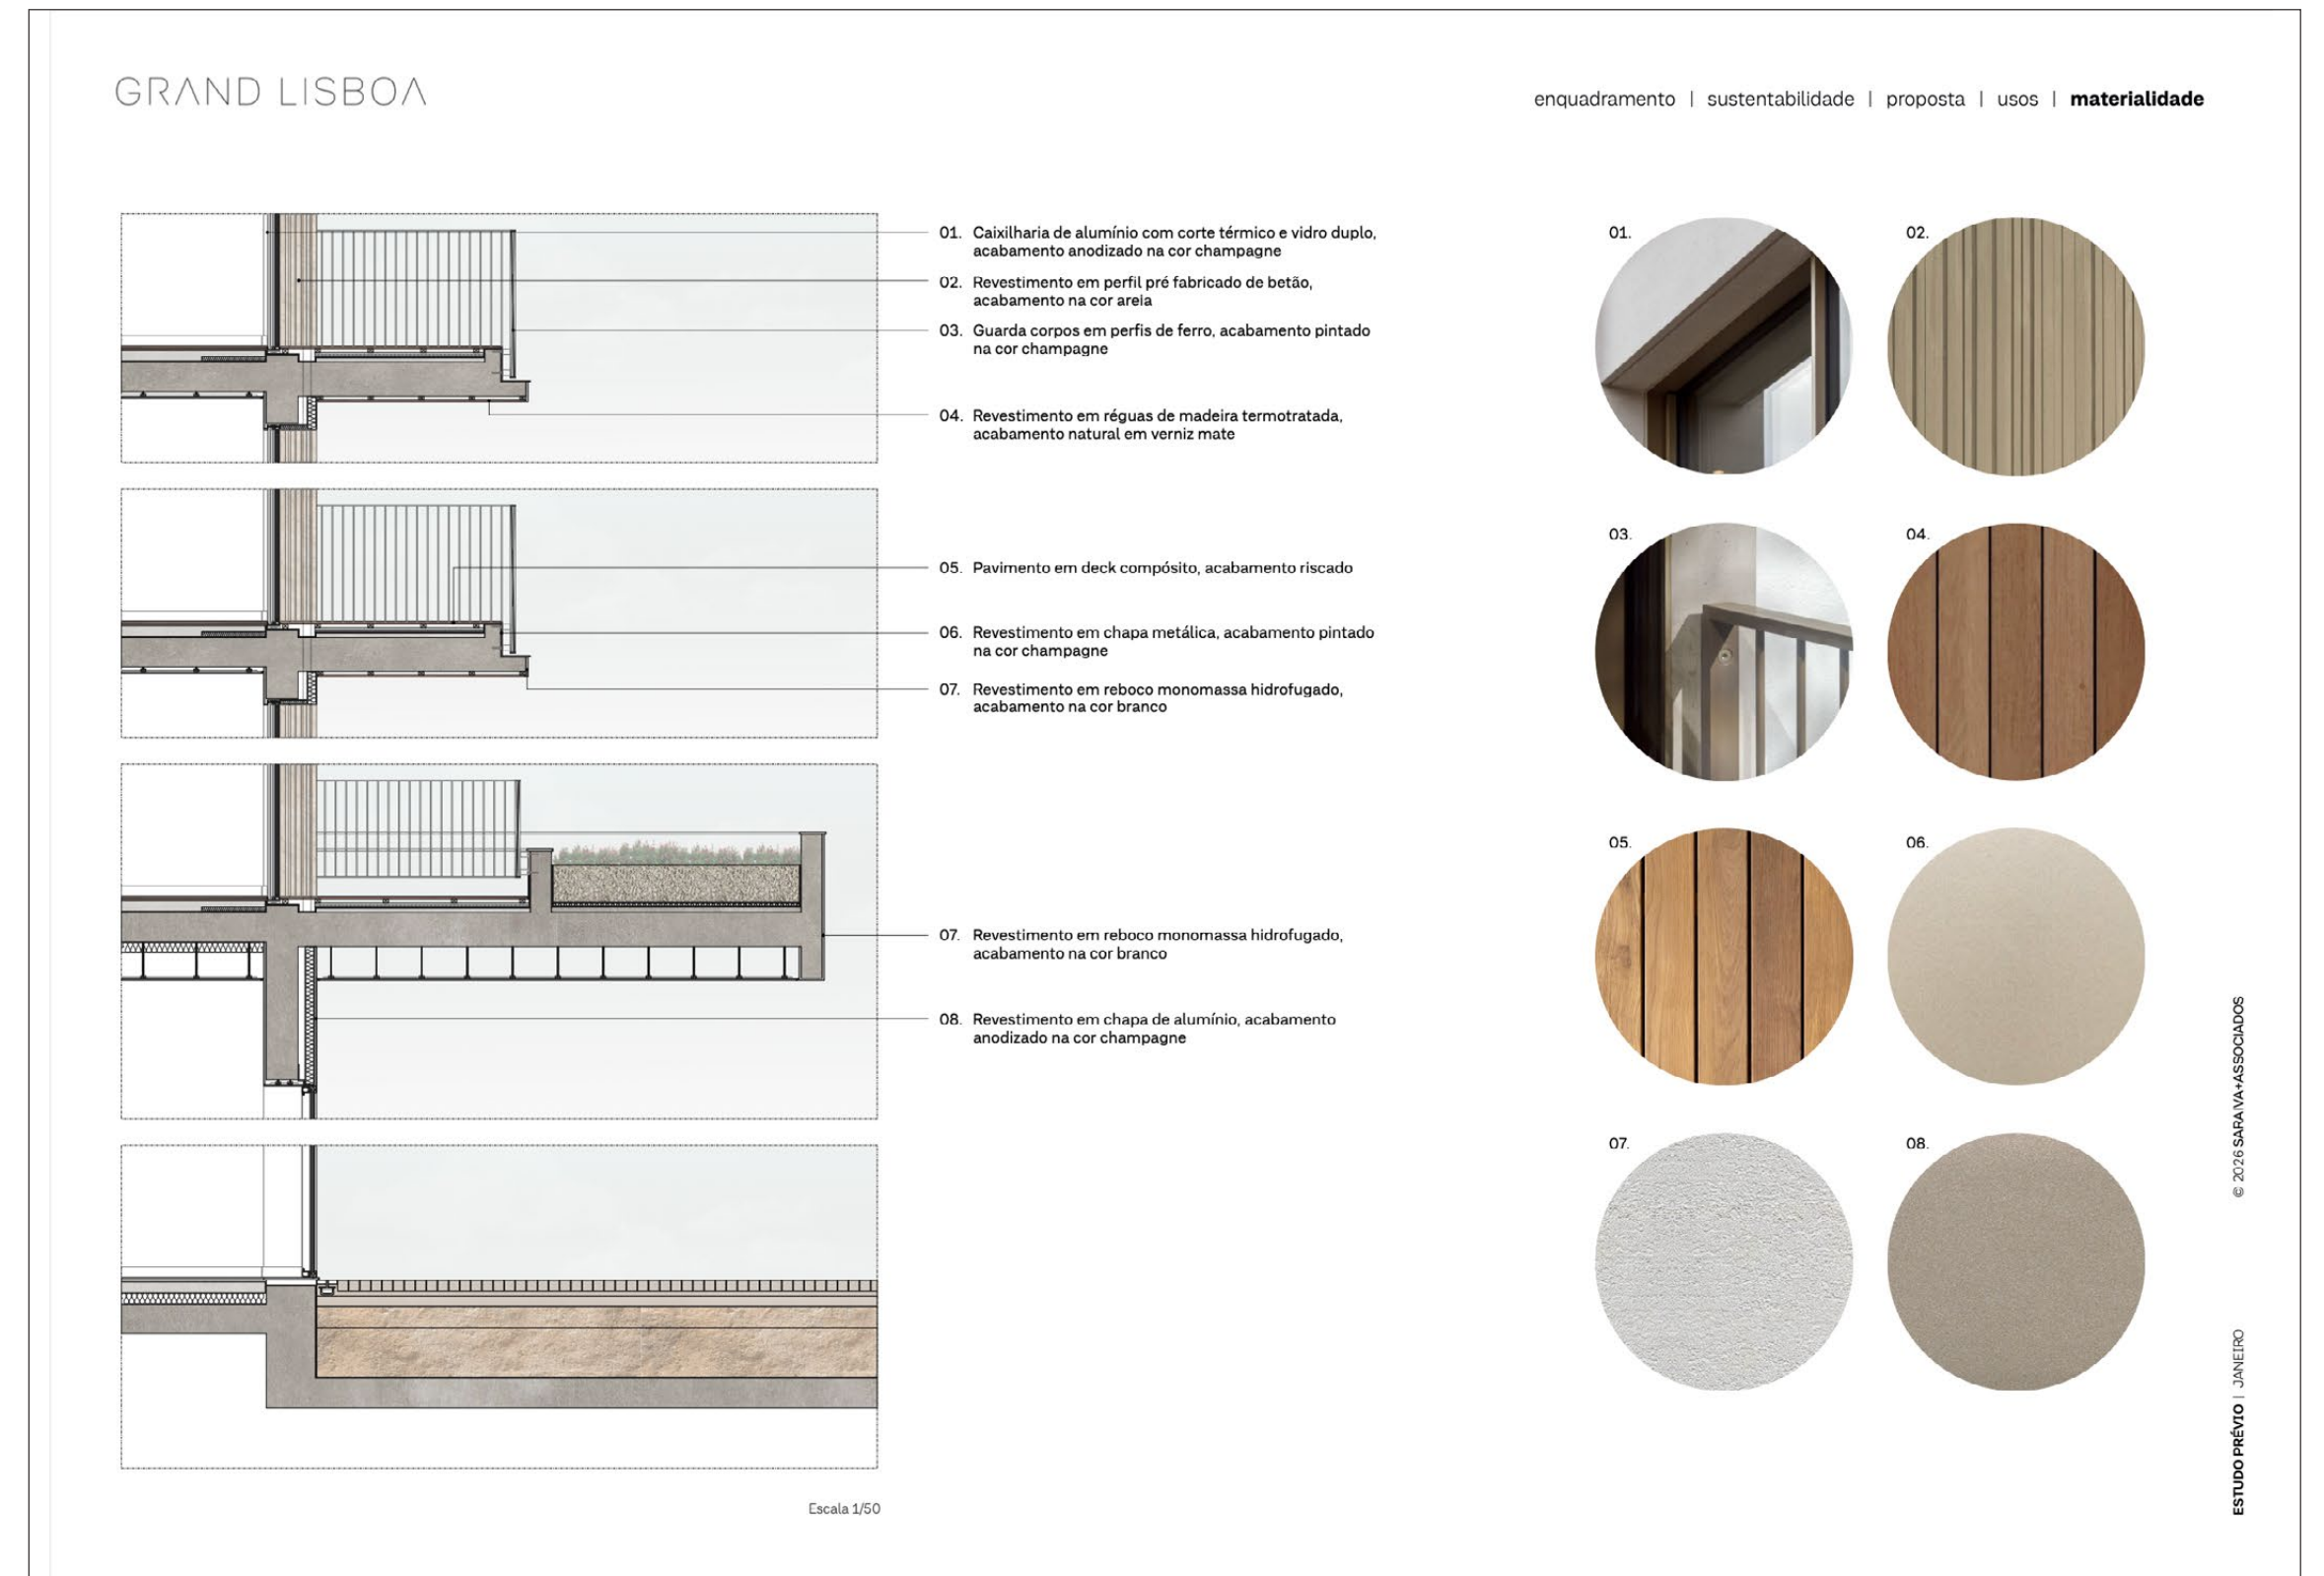 GRAND LISBOA
enquadramento | sustentabilidade | proposta | usos | materialidade
01. Caixilharia de alumínio com corte térmico e vidro duplo,
acabamento anodizado na cor champagne
02. Revestimento em perfil pré fabricado de betão,
acabamento na cor areia
03. Guarda corpos em perfis de ferro, acabamento pintado
na cor champagne
04. Revestimento em réguas de madeira termotratada,
acabamento natural em verniz mate
05. Pavimento em deck compósito, acabamento riscado
06. Revestimento em chapa metálica, acabamento pintado
na cor champagne
07. Revestimento em reboco monomassa hidrofugado,
acabamento na cor branco
07. Revestimento em reboco monomassa hidrofugado,
acabamento na cor branco
08. Revestimento em chapa de alumínio, acabamento
anodizado na cor champagne
Escala 1/50
01.
02.
03.
04.
05.
06.
07.
08.
© 2026 SARAIVA+ASSOCIADOS
ESTUDO PRÉVIO | JANEIRO